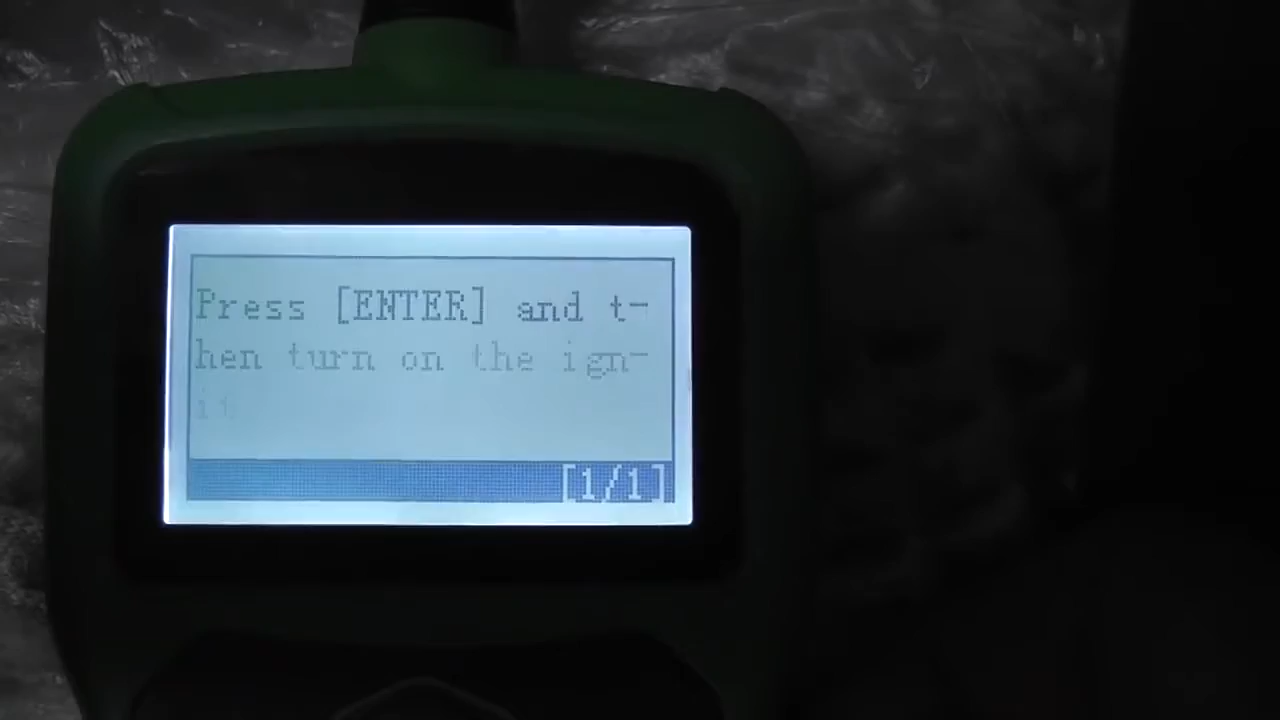 Press [ENTER] and t-
hen turn on the ign-
it
[1/1]